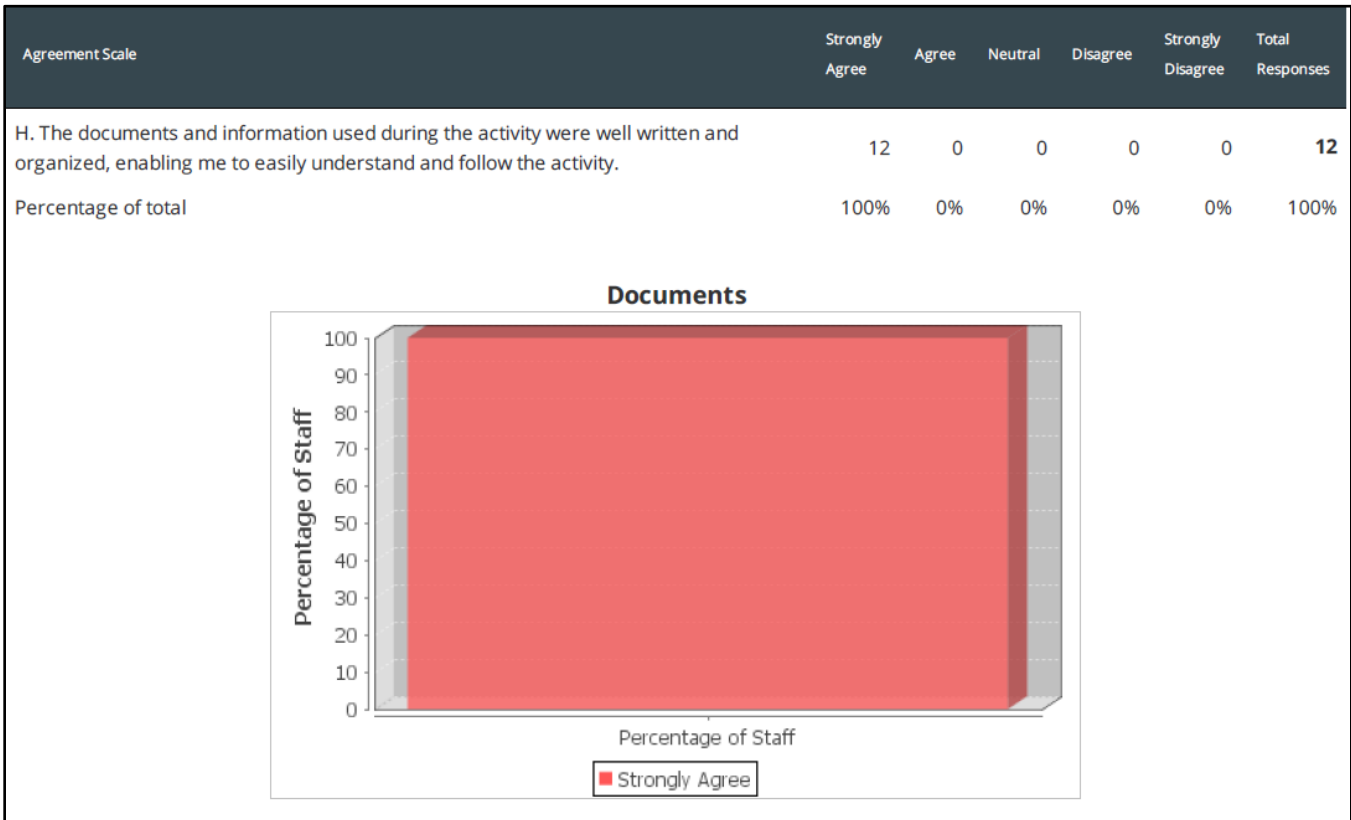 Agreement Scale Strongly Agree Agree Neutral Disagree Strongly Disagree Total Responses
H. The documents and information used during the activity were well written and
organized, enabling me to easily understand and follow the activity. 12 0 0 0 0 12
Percentage of total 100% 0% 0% 0% 0% 100%
Documents
Percentage of Staff
100
90
80
70
60
50
40
30
20
10
0
Percentage of Staff
Strongly Agree